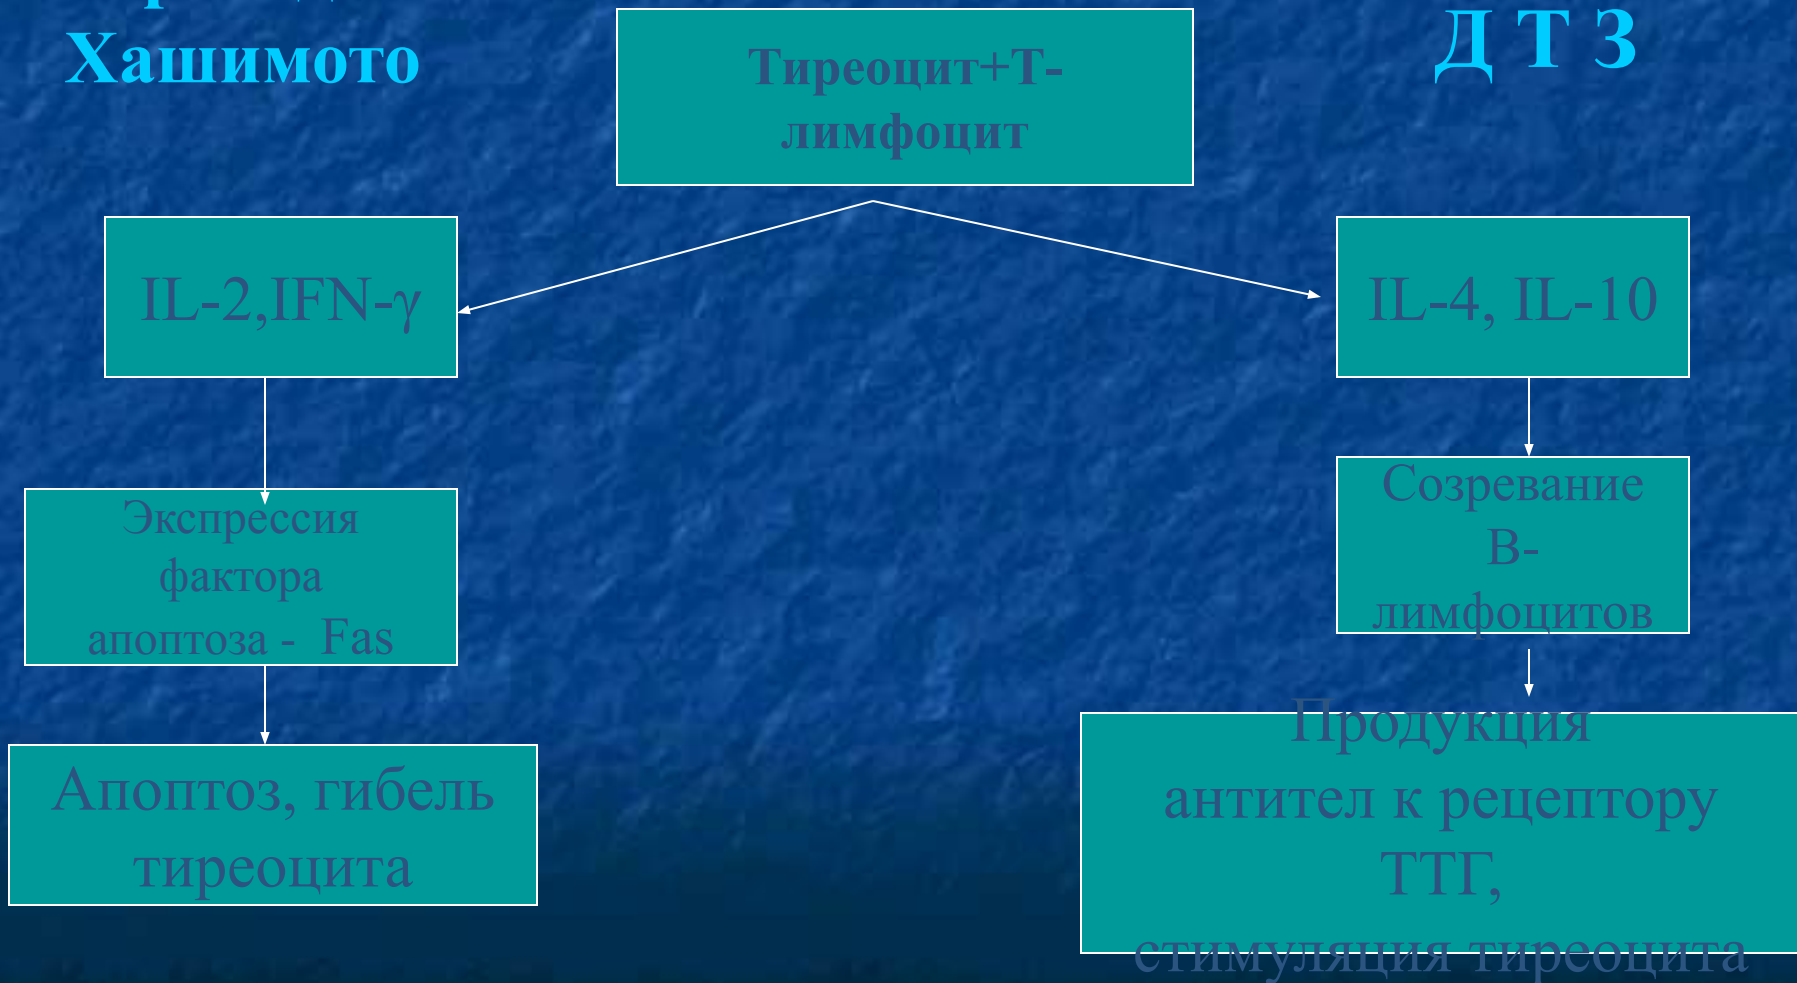 Хашимото
Д Т З
Тиреоцит+Т-
лимфоцит
IL-2,IFN-γ
IL-4, IL-10
Экспрессия
фактора
апоптоза - Fas
Созревание
В-
лимфоцитов
Апоптоз, гибель
тиреоцита
Продукция
антител к рецептору
ТТГ,
стимуляция тиреоцита